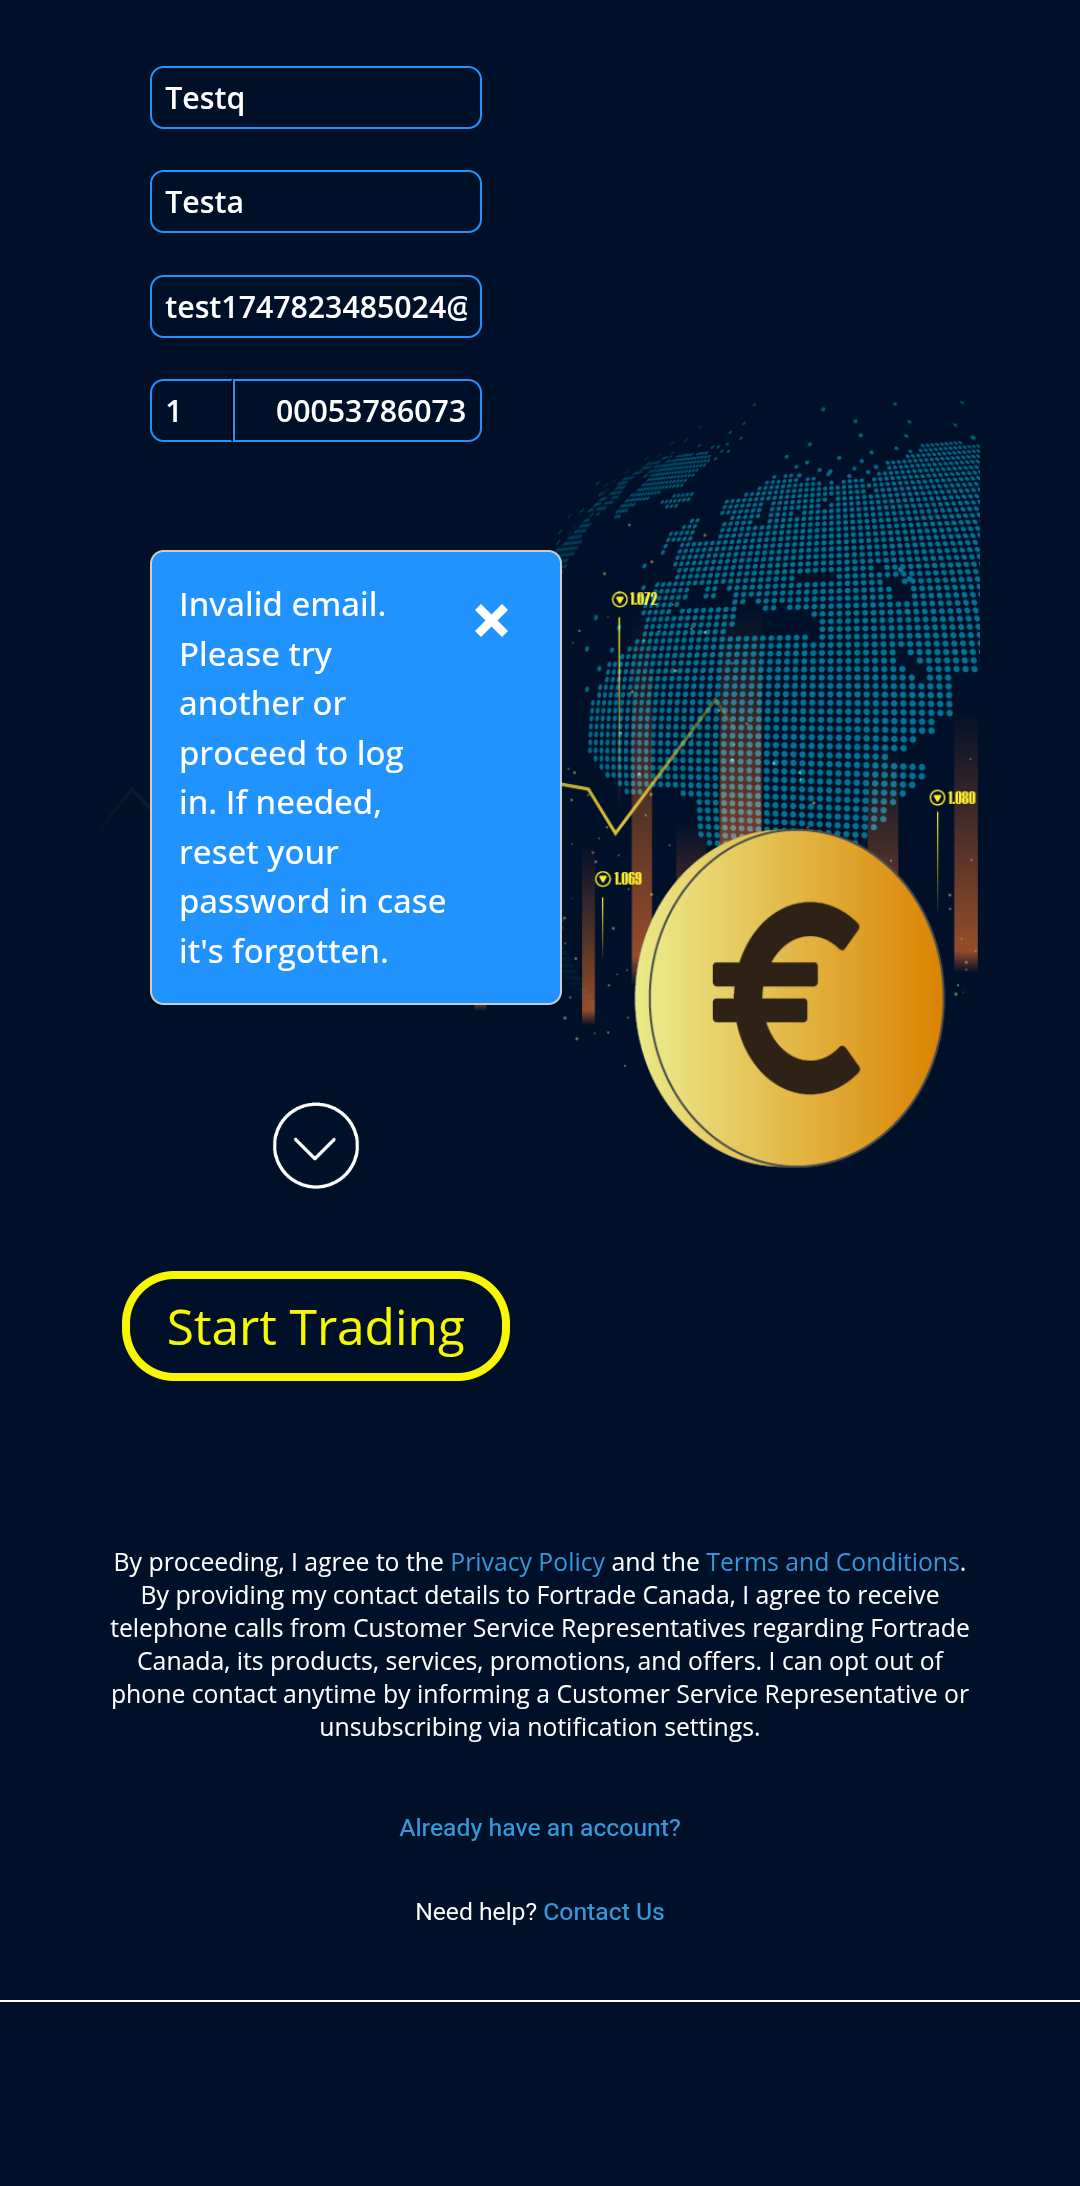 Testq
Testa
test1747823485024@
1 00053786073
Invalid email.
Please try
another or
proceed to log
in. If needed,
reset your
password in case
it's forgotten.
1.072
1.080
1.069
€
Start Trading
By proceeding, I agree to the Privacy Policy and the Terms and Conditions.
By providing my contact details to Fortrade Canada, I agree to receive
telephone calls from Customer Service Representatives regarding Fortrade
Canada, its products, services, promotions, and offers. I can opt out of
phone contact anytime by informing a Customer Service Representative or
unsubscribing via notification settings.
Already have an account?
Need help? Contact Us